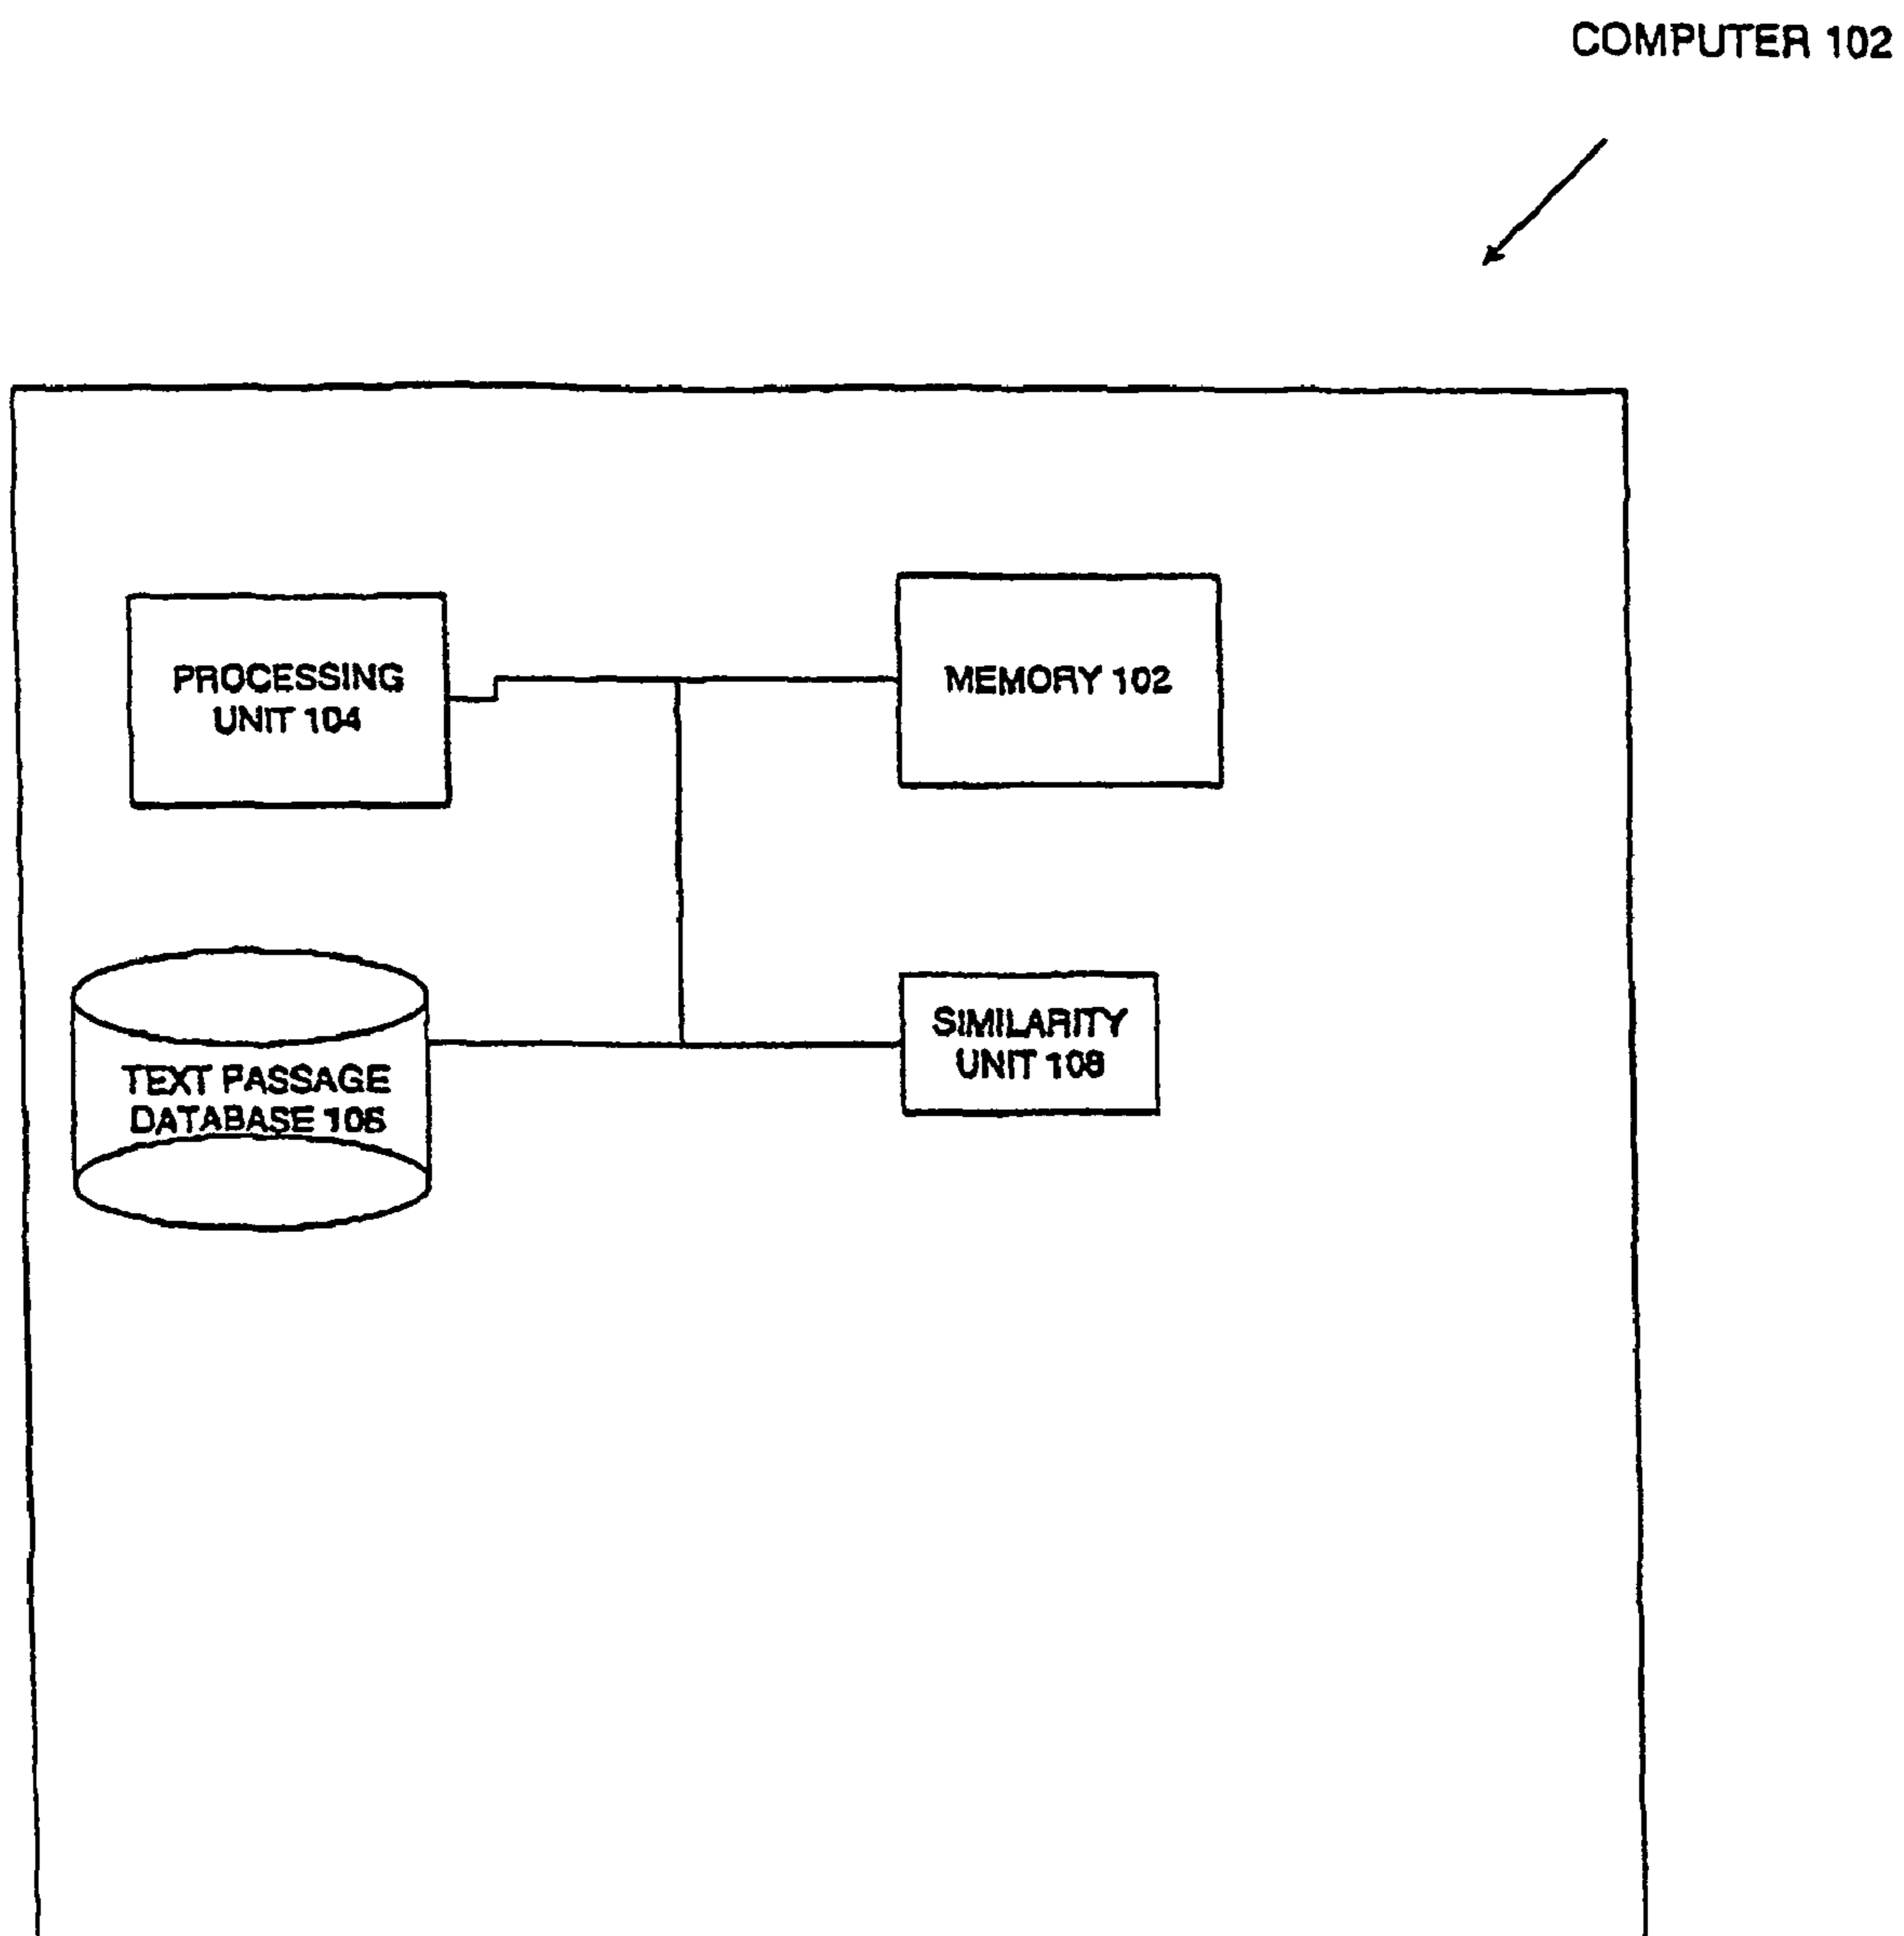 COMPUTER 102
PROCESSING
UNIT 104
MEMORY 102
TEXT PASSAGE
DATABASE 106
SIMILARITY
UNIT 108